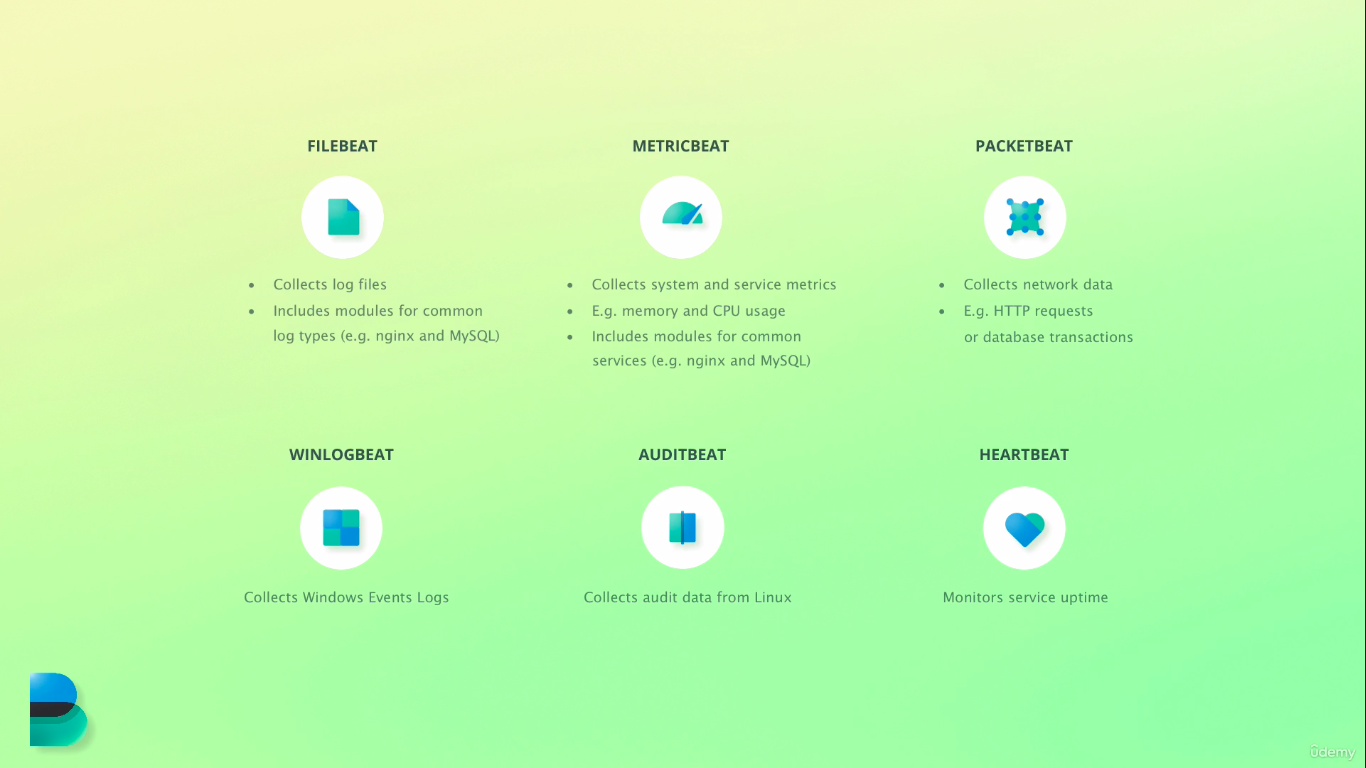 FILEBEAT
• Collects log files
• Includes modules for common
log types (e.g. nginx and MySQL)
METRICBEAT
• Collects system and service metrics
• E.g. memory and CPU usage
• Includes modules for common
services (e.g. nginx and MySQL)
PACKETBEAT
• Collects network data
• E.g. HTTP requests
or database transactions
WINLOGBEAT
Collects Windows Events Logs
AUDITBEAT
Collects audit data from Linux
HEARTBEAT
Monitors service uptime
ûdemy